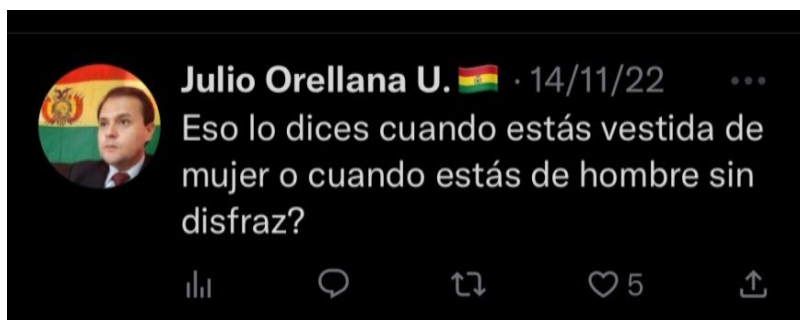 Julio Orellana U. 🇧🇴 · 14/11/22
Eso lo dices cuando estás vestida de
mujer o cuando estás de hombre sin
disfraz?
5